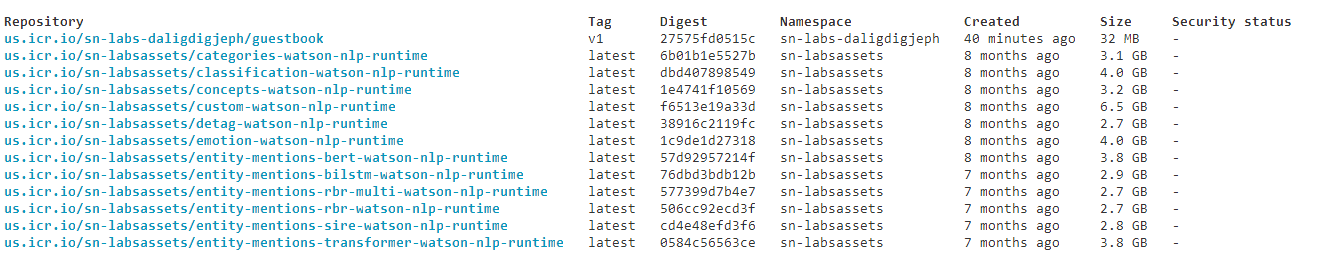 Repository Tag Digest Namespace Created Size Security status
us.icr.io/sn-labs-daligdigjeph/guestbook v1 27575fd0515c sn-labs-daligdigjeph 40 minutes ago 32 MB -
us.icr.io/sn-labsassets/categories-watson-nlp-runtime latest 6b01b1e5527b sn-labsassets 8 months ago 3.1 GB -
us.icr.io/sn-labsassets/classification-watson-nlp-runtime latest dbd407898549 sn-labsassets 8 months ago 4.0 GB -
us.icr.io/sn-labsassets/concepts-watson-nlp-runtime latest 1e4741f10569 sn-labsassets 8 months ago 3.2 GB -
us.icr.io/sn-labsassets/custom-watson-nlp-runtime latest f6513e19a33d sn-labsassets 8 months ago 6.5 GB -
us.icr.io/sn-labsassets/detag-watson-nlp-runtime latest 38916c2119fc sn-labsassets 8 months ago 2.7 GB -
us.icr.io/sn-labsassets/emotion-watson-nlp-runtime latest 1c9de1d27318 sn-labsassets 8 months ago 4.0 GB -
us.icr.io/sn-labsassets/entity-mentions-bert-watson-nlp-runtime latest 57d92957214f sn-labsassets 8 months ago 3.8 GB -
us.icr.io/sn-labsassets/entity-mentions-bilstm-watson-nlp-runtime latest 76dbd3bdb12b sn-labsassets 7 months ago 2.9 GB -
us.icr.io/sn-labsassets/entity-mentions-rbr-multi-watson-nlp-runtime latest 577399d7b4e7 sn-labsassets 7 months ago 2.7 GB -
us.icr.io/sn-labsassets/entity-mentions-rbr-watson-nlp-runtime latest 506cc92ecd3f sn-labsassets 7 months ago 2.7 GB -
us.icr.io/sn-labsassets/entity-mentions-sire-watson-nlp-runtime latest cd4e48efd3f6 sn-labsassets 7 months ago 2.8 GB -
us.icr.io/sn-labsassets/entity-mentions-transformer-watson-nlp-runtime latest 0584c56563ce sn-labsassets 7 months ago 3.8 GB -